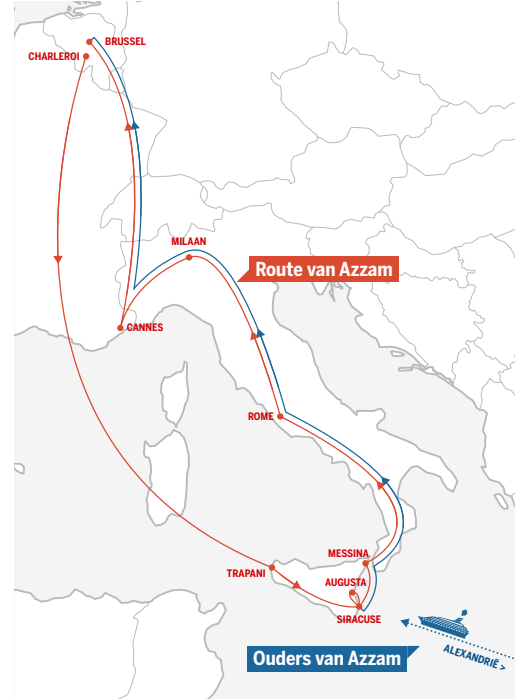 BRUSSEL
CHARLEROI
MILAAN
Route van Azzam
CANNES
ROME
MESSINA
TRAPANI
AUGUSTA
SIRACUSE
ALEXANDRIË >
Ouders van Azzam